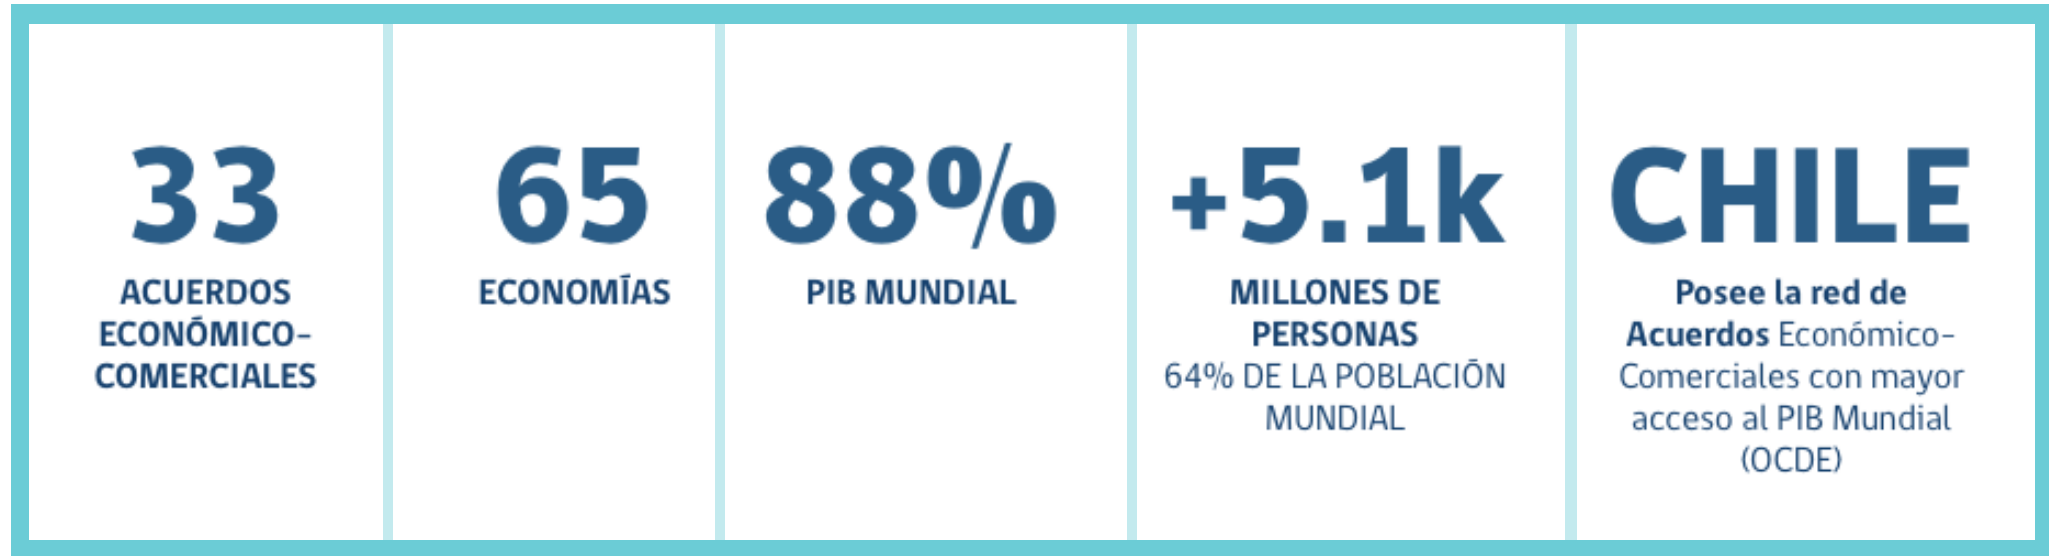 33
ACUERDOS
ECONÓMICO-
COMERCIALES
65
ECONOMÍAS
88%
PIB MUNDIAL
+5.1k
MILLONES DE
PERSONAS
64% DE LA POBLACIÓN
MUNDIAL
CHILE
Posee la red de
Acuerdos Económico-
Comerciales con mayor
acceso al PIB Mundial
(OCDE)